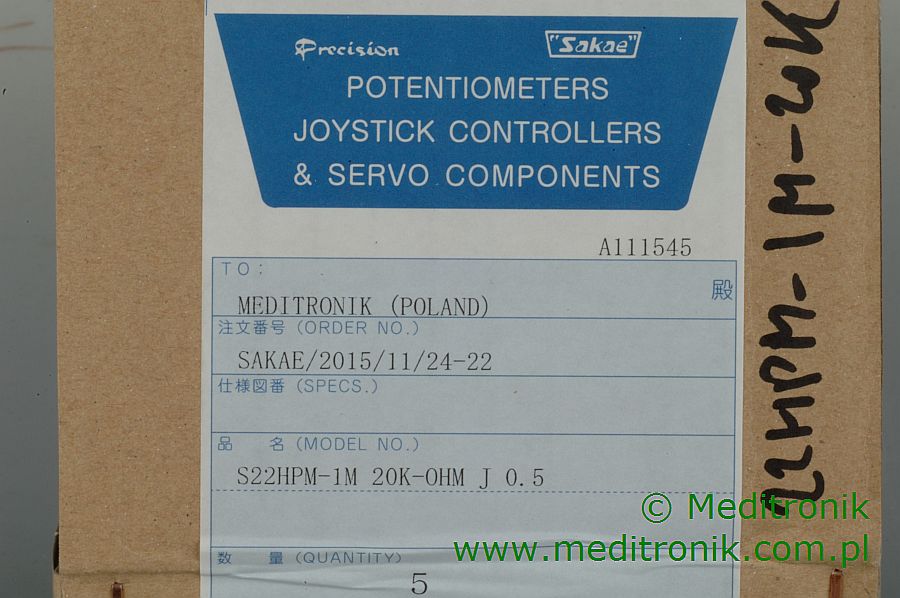 Precision "Sakae"
POTENTIOMETERS
JOYSTICK CONTROLLERS
& SERVO COMPONENTS
A111545
TO:
殿
MEDITRONIK (POLAND)
注文番号 (ORDER NO.)
SAKAE/2015/11/24-22
仕様図番 (SPECS.)
品 名 (MODEL NO.)
S22HPM-1M 20K-OHM J 0.5
数 量 (QUANTITY)
5
22HPM-1M-20K
© Meditronik
www.meditronik.com.pl